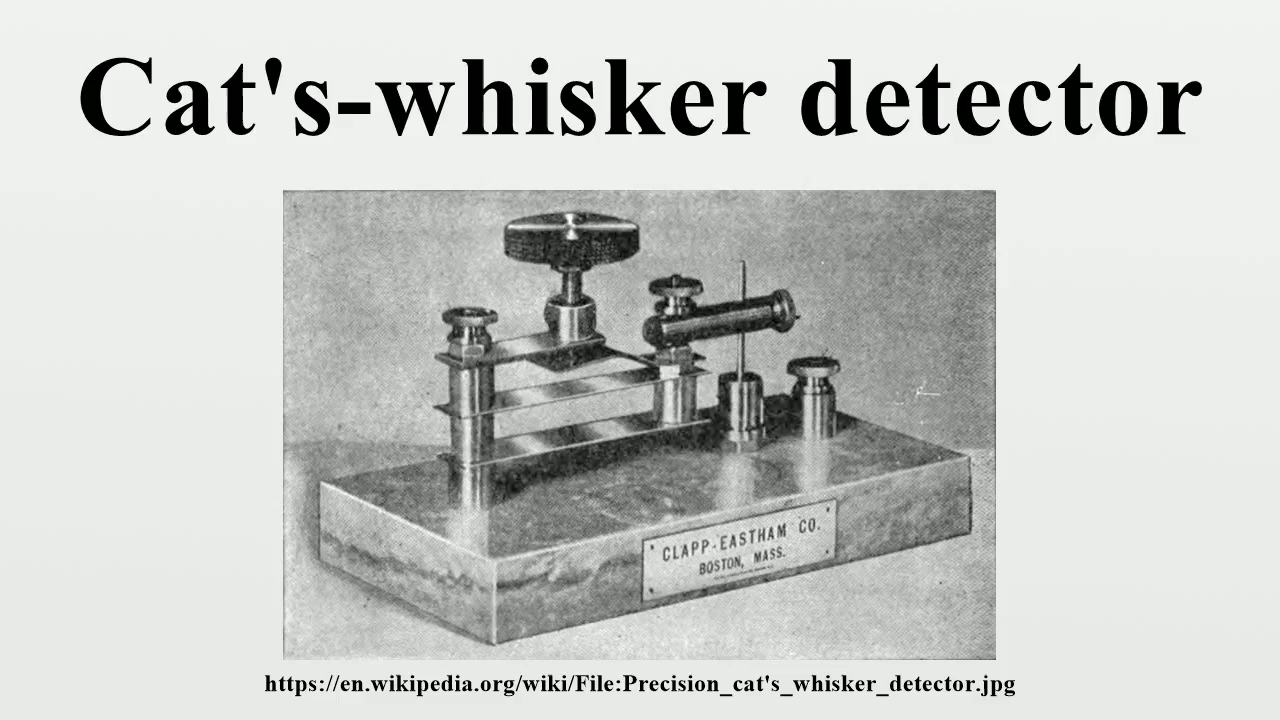 Cat's-whisker detector
CLAPP-EASTHAM CO.
BOSTON, MASS.
https://en.wikipedia.org/wiki/File:Precision_cat's_whisker_detector.jpg